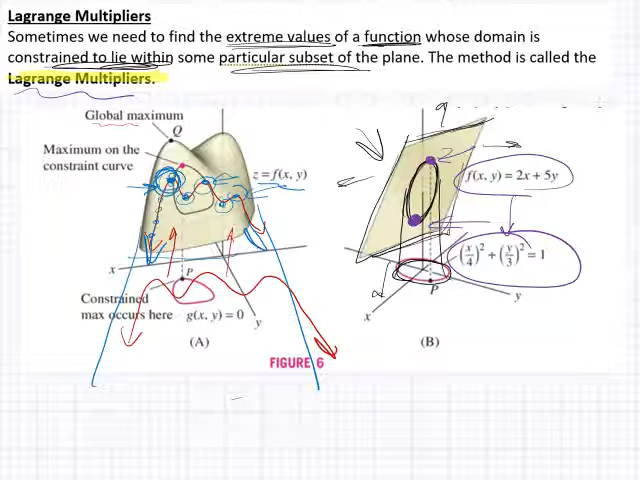 Lagrange Multipliers
Sometimes we need to find the extreme values of a function whose domain is
constrained to lie within some particular subset of the plane. The method is called the
Lagrange Multipliers.
Global maximum
Q
Maximum on the
constraint curve
z = f(x, y)
x
P
Constrained
max occurs here
g(x, y) = 0
y
(A)
f(x, y) = 2x + 5y
(x/4)² + (y/3)² = 1
P
y
x
(B)
FIGURE 6